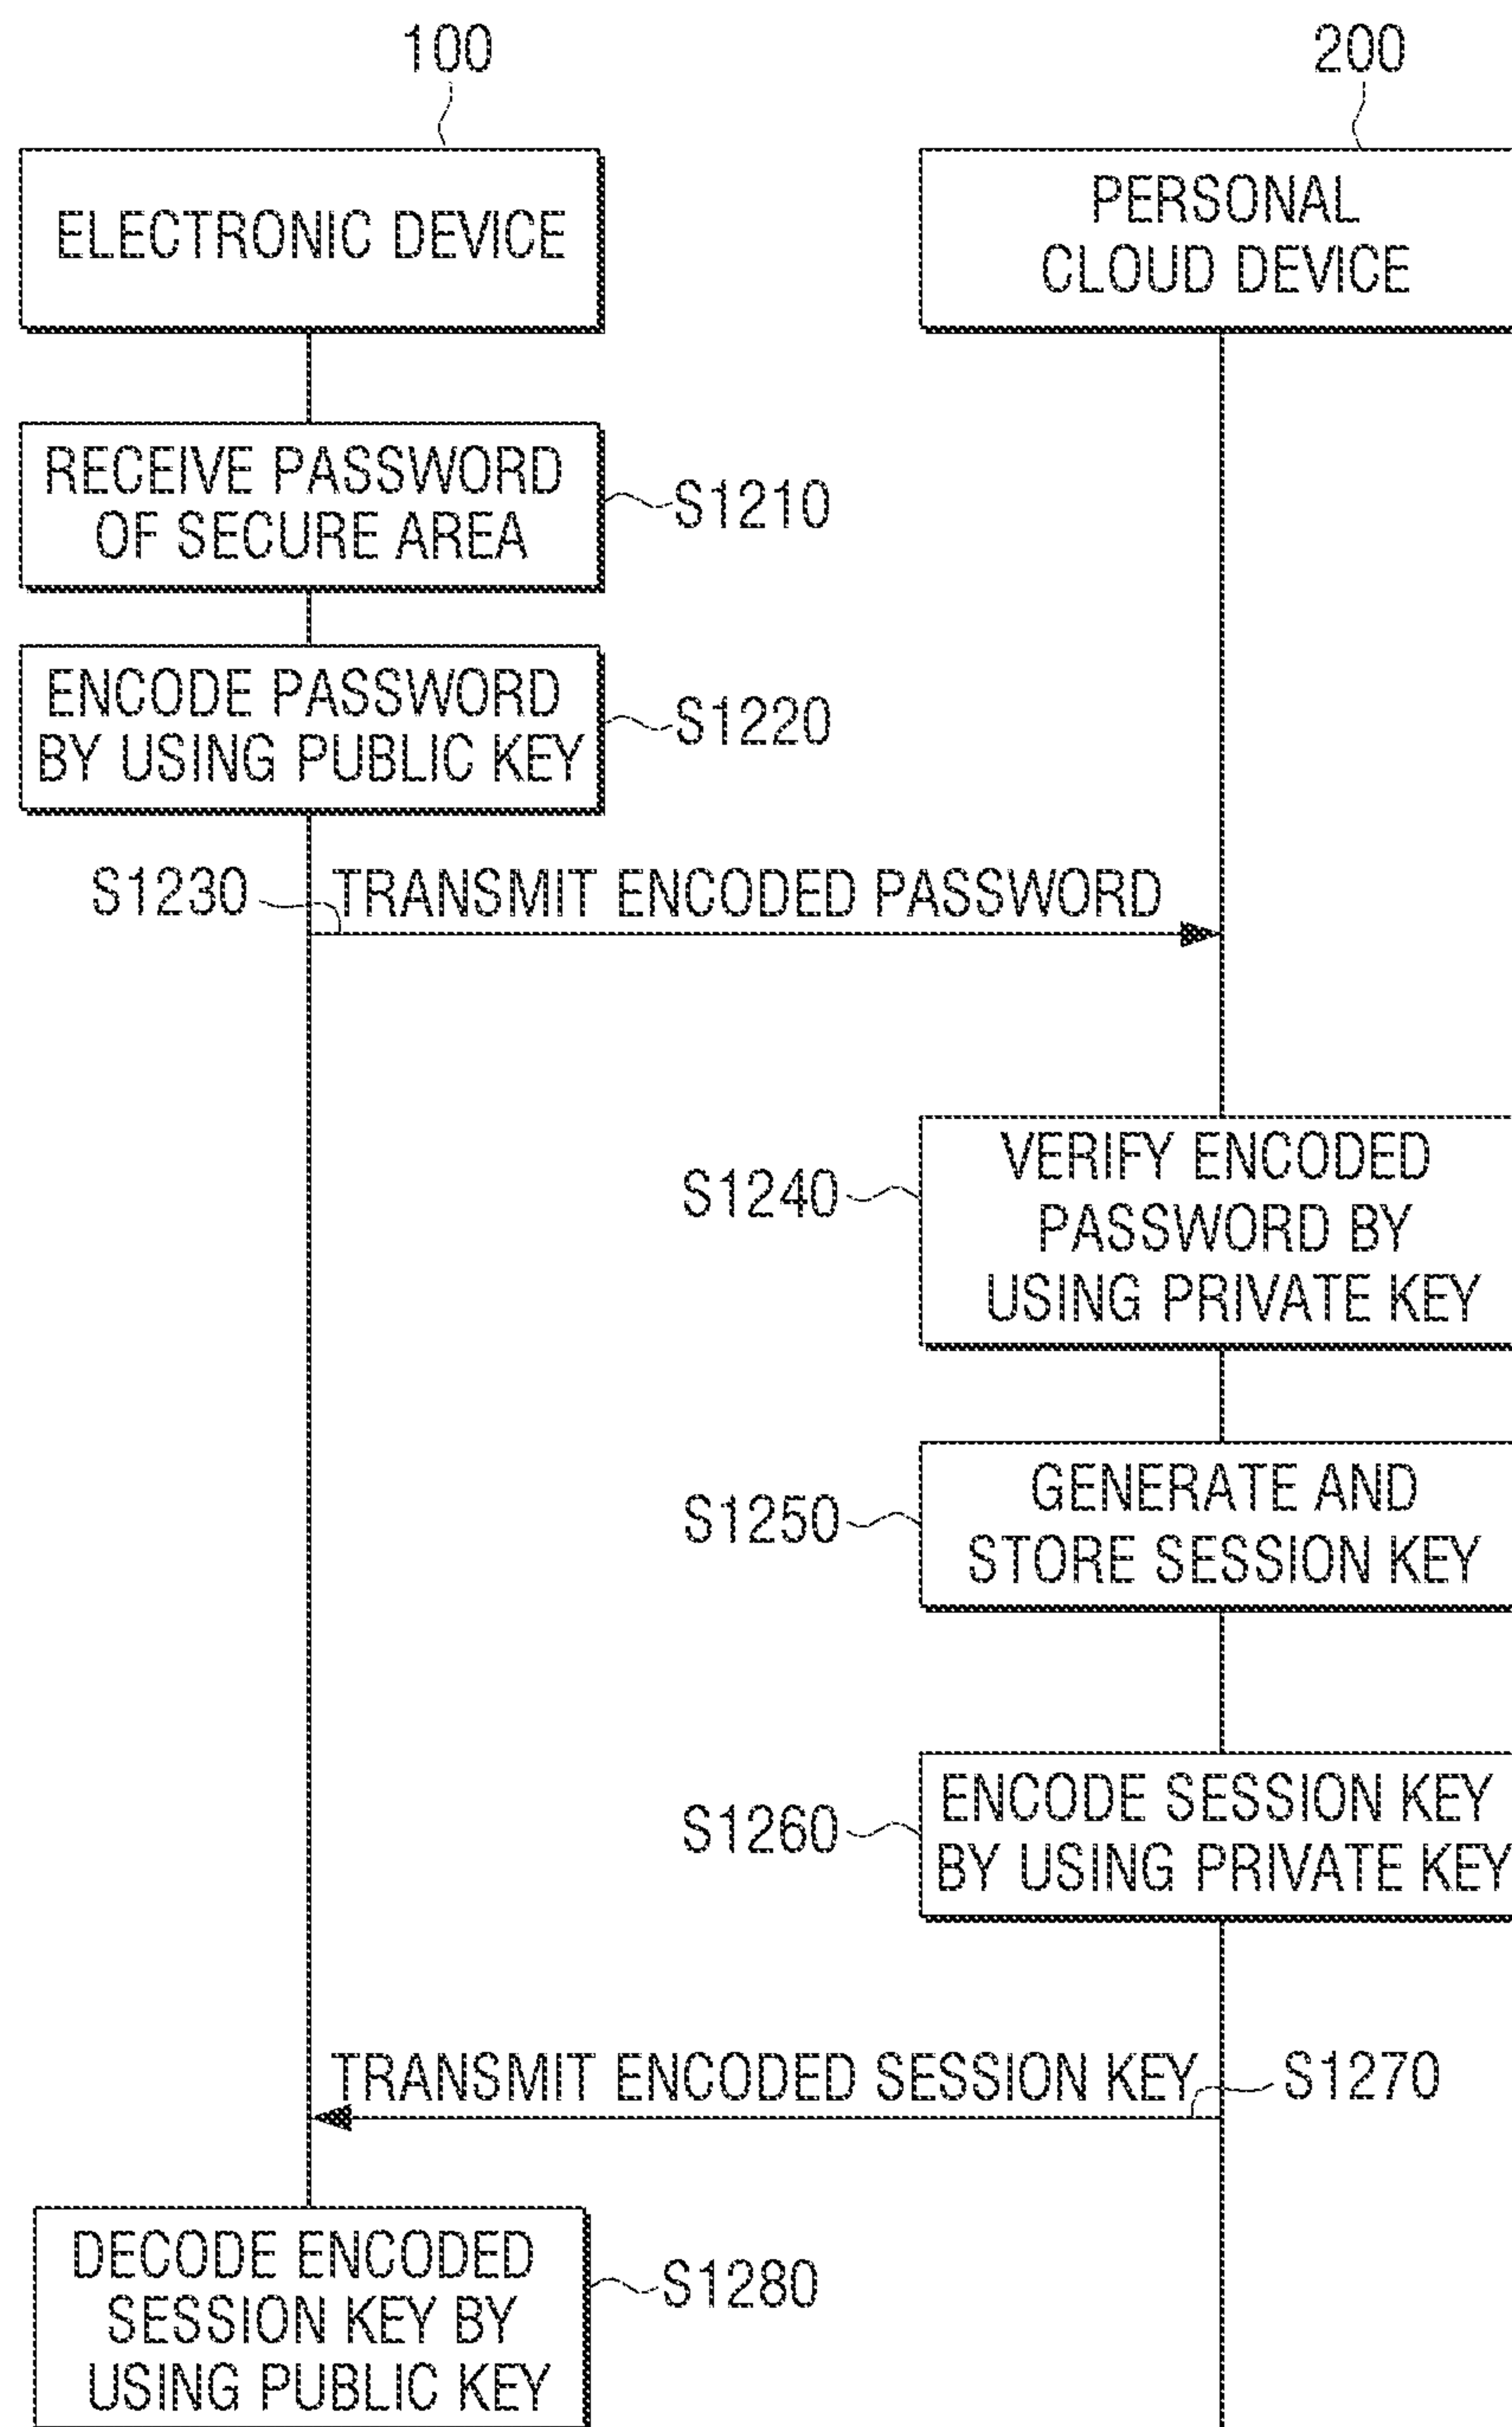 100
200
ELECTRONIC DEVICE
PERSONAL
CLOUD DEVICE
RECEIVE PASSWORD
OF SECURE AREA
S1210
ENCODE PASSWORD
BY USING PUBLIC KEY
S1220
S1230
TRANSMIT ENCODED PASSWORD
S1240
VERIFY ENCODED
PASSWORD BY
USING PRIVATE KEY
S1250
GENERATE AND
STORE SESSION KEY
S1260
ENCODE SESSION KEY
BY USING PRIVATE KEY
TRANSMIT ENCODED SESSION KEY
S1270
DECODE ENCODED
SESSION KEY BY
USING PUBLIC KEY
S1280